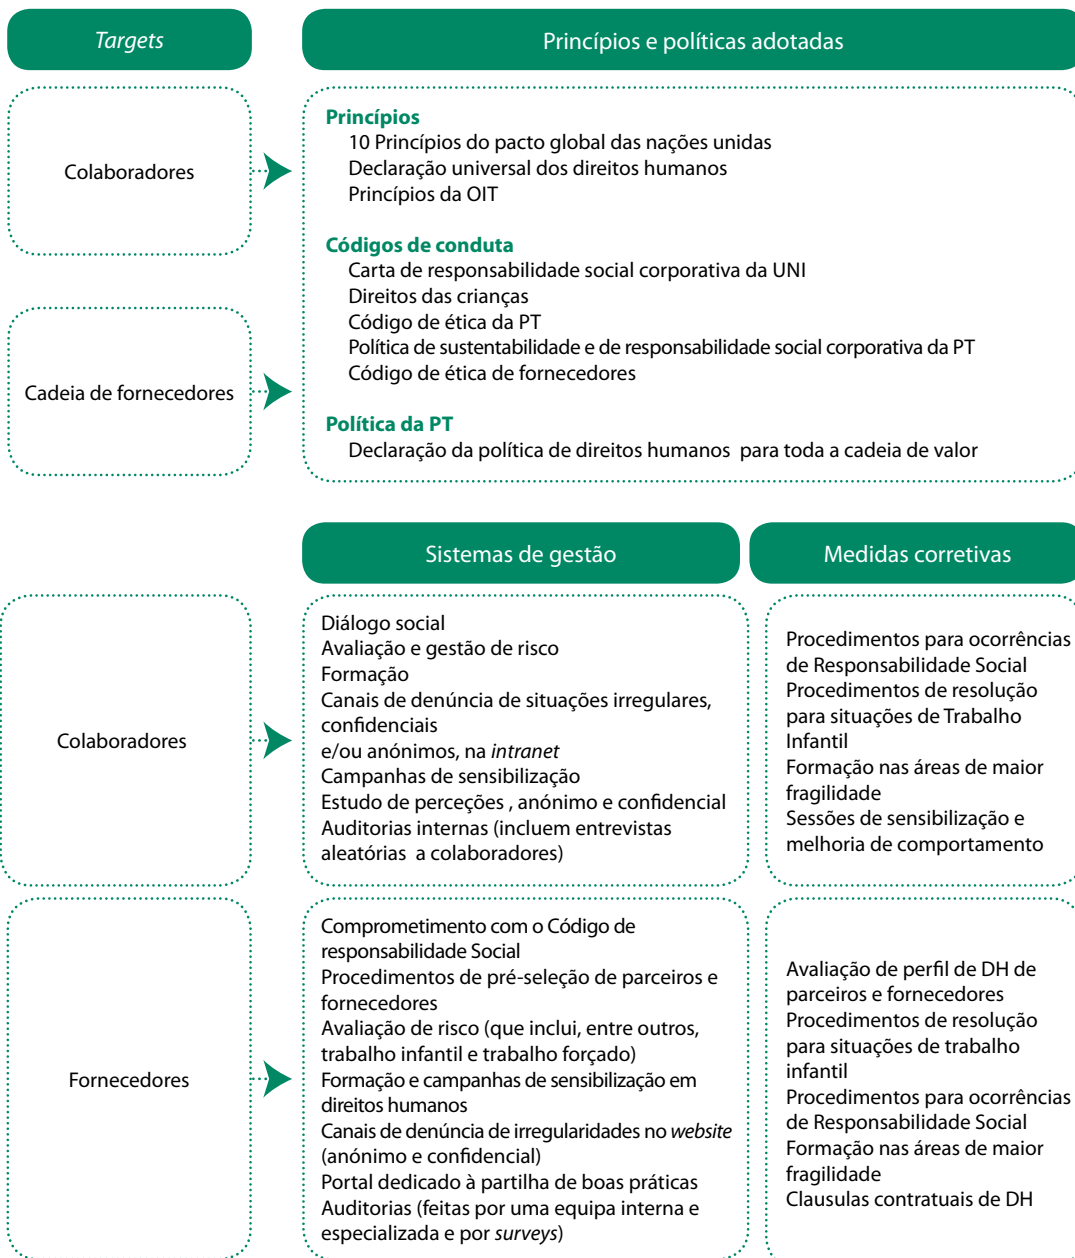 Targets
Princípios e políticas adotadas
Colaboradores
Cadeia de fornecedores
Princípios
10 Princípios do pacto global das nações unidas
Declaração universal dos direitos humanos
Princípios da OIT
Códigos de conduta
Carta de responsabilidade social corporativa da UNI
Direitos das crianças
Código de ética da PT
Política de sustentabilidade e de responsabilidade social corporativa da PT
Código de ética de fornecedores
Política da PT
Declaração da política de direitos humanos para toda a cadeia de valor
Sistemas de gestão
Medidas corretivas
Colaboradores
Diálogo social
Avaliação e gestão de risco
Formação
Canais de denúncia de situações irregulares,
confidenciais
e/ou anónimos, na intranet
Campanhas de sensibilização
Estudo de perceções , anónimo e confidencial
Auditorias internas (incluem entrevistas
aleatórias a colaboradores)
Procedimentos para ocorrências
de Responsabilidade Social
Procedimentos de resolução
para situações de Trabalho
Infantil
Formação nas áreas de maior
fragilidade
Sessões de sensibilização e
melhoria de comportamento
Fornecedores
Comprometimento com o Código de
responsabilidade Social
Procedimentos de pré-seleção de parceiros e
fornecedores
Avaliação de risco (que inclui, entre outros,
trabalho infantil e trabalho forçado)
Formação e campanhas de sensibilização em
direitos humanos
Canais de denúncia de irregularidades no website
(anónimo e confidencial)
Portal dedicado à partilha de boas práticas
Auditorias (feitas por uma equipa interna e
especializada e por surveys)
Avaliação de perfil de DH de
parceiros e fornecedores
Procedimentos de resolução
para situações de trabalho
infantil
Procedimentos para ocorrências
de Responsabilidade Social
Formação nas áreas de maior
fragilidade
Clausulas contratuais de DH